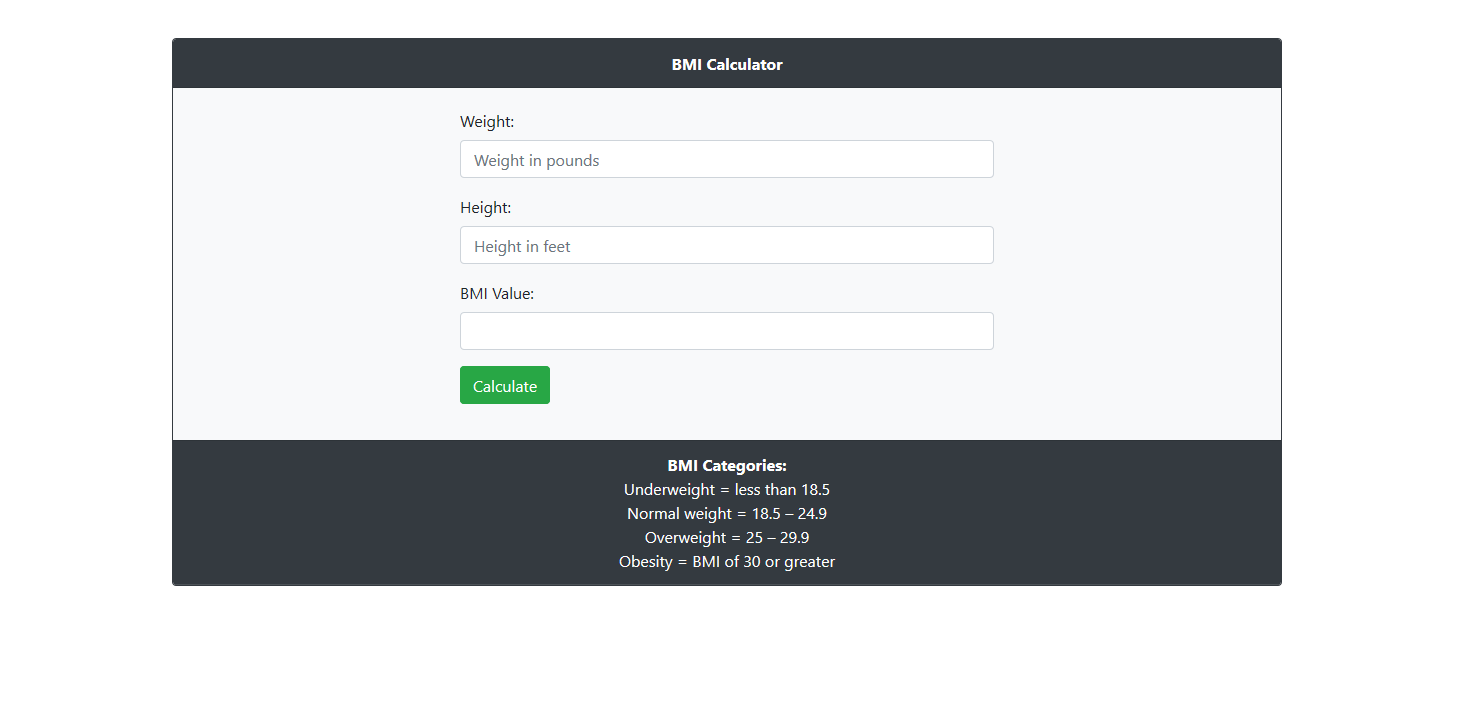 BMI Calculator
Weight:
Weight in pounds
Height:
Height in feet
BMI Value:
Calculate
BMI Categories:
Underweight = less than 18.5
Normal weight = 18.5 – 24.9
Overweight = 25 – 29.9
Obesity = BMI of 30 or greater